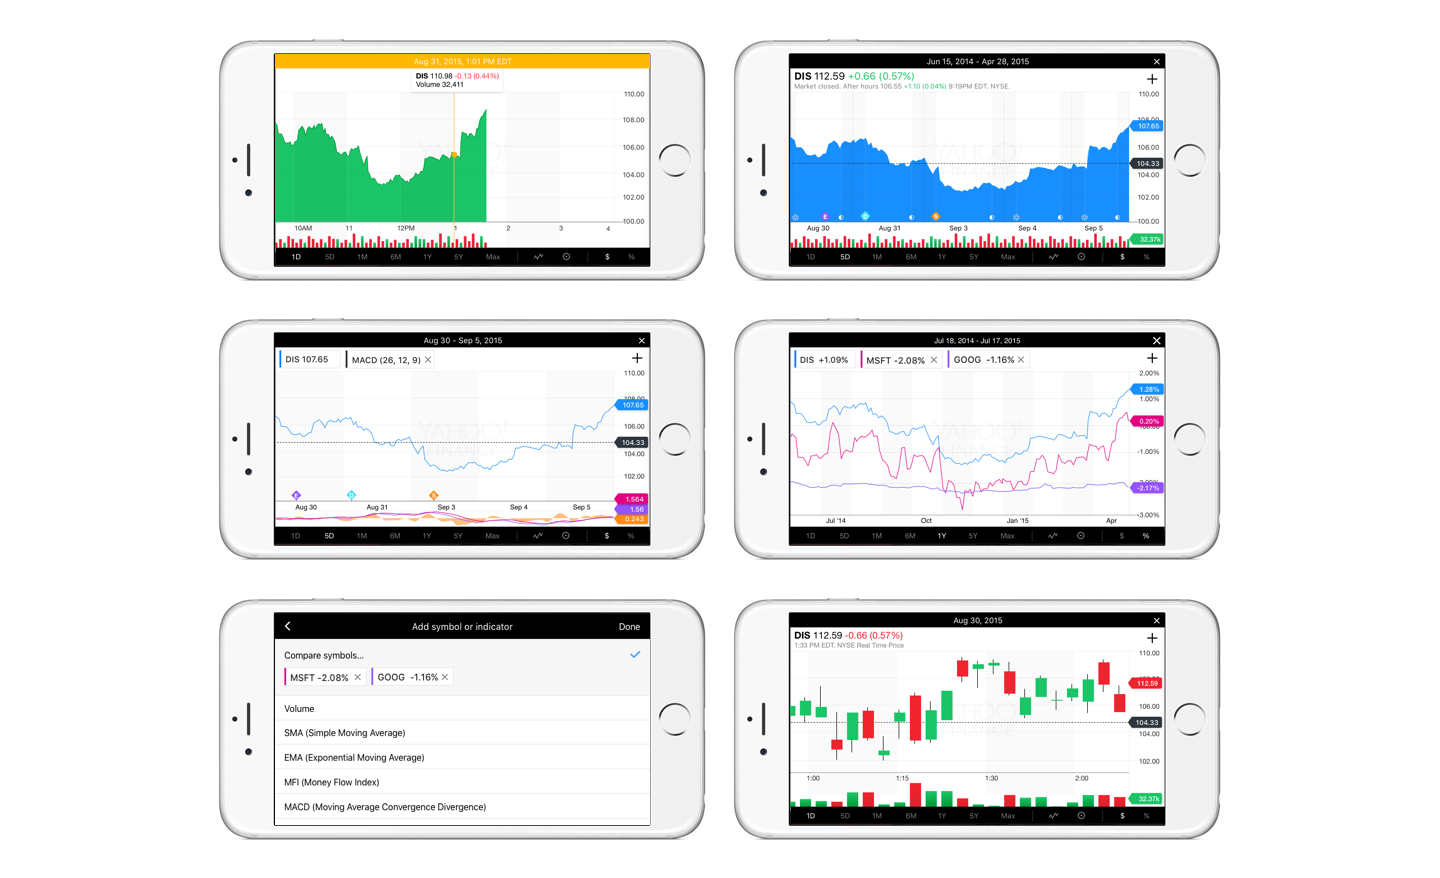 Aug 31, 2015, 1:01 PM EDT
DIS 110.98 -0.13 (0.44%)
Volume 32,411
110.00
108.00
106.00
104.00
102.00
100.00
YAHOO!
10AM 11 12PM 1 2 3 4
1D 5D 1M 6M 1Y 5Y Max $ %
Jun 15, 2014 - Apr 28, 2015
DIS 112.59 +0.66 (0.57%)
Market closed. After hours 106.55 +1.10 (0.04%) 9:19PM EDT. NYSE.
110.00
108.00
107.65
106.00
104.33
104.00
102.00
100.00
YAHOO!
FINANCE
E D S
Aug 30 Aug 31 Sep 3 Sep 4 Sep 5
32.37k
1D 5D 1M 6M 1Y 5Y Max $ %
Aug 30 - Sep 5, 2015
DIS 107.65 MACD (26, 12, 9)
110.00
108.00
107.65
106.00
104.33
104.00
102.00
YAHOO!
FINANCE
E D S
1.564
Aug 30 Aug 31 Sep 3 Sep 4 Sep 5
1.56
0.243
1D 5D 1M 6M 1Y 5Y Max $ %
Jul 18, 2014 - Jul 17, 2015
DIS +1.09% MSFT -2.08% GOOG -1.16%
2.00%
1.28%
1.00%
0.20%
-1.00%
-2.17%
-3.00%
YAHOO!
FINANCE
Jul '14 Oct Jan '15 Apr
1D 5D 1M 6M 1Y 5Y Max $ %
Add symbol or indicator Done
Compare symbols...
MSFT -2.08% GOOG -1.16%
Volume
SMA (Simple Moving Average)
EMA (Exponential Moving Average)
MFI (Money Flow Index)
MACD (Moving Average Convergence Divergence)
Aug 30, 2015
DIS 112.59 -0.66 (0.57%)
1:33 PM EDT. NYSE Real Time Price
110.00
112.59
106.00
104.33
104.00
102.00
YAHOO!
FINANCE
1:00 1:15 1:30 2:00
32.37k
1D 5D 1M 6M 1Y 5Y Max $ %